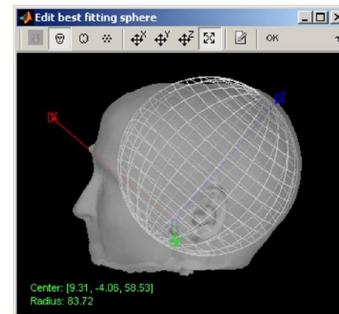 Edit best fitting sphere
X Y Z OK
X
Z
Center: [9.31, -4.06, 58.53]
Radius: 83.72